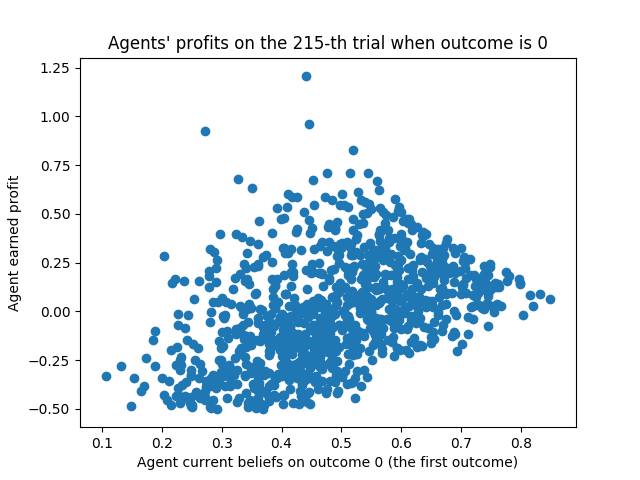 Agents' profits on the 215-th trial when outcome is 0
1.25
1.00
0.75
0.50
0.25
0.00
−0.25
−0.50
Agent earned profit
0.1 0.2 0.3 0.4 0.5 0.6 0.7 0.8
Agent current beliefs on outcome 0 (the first outcome)